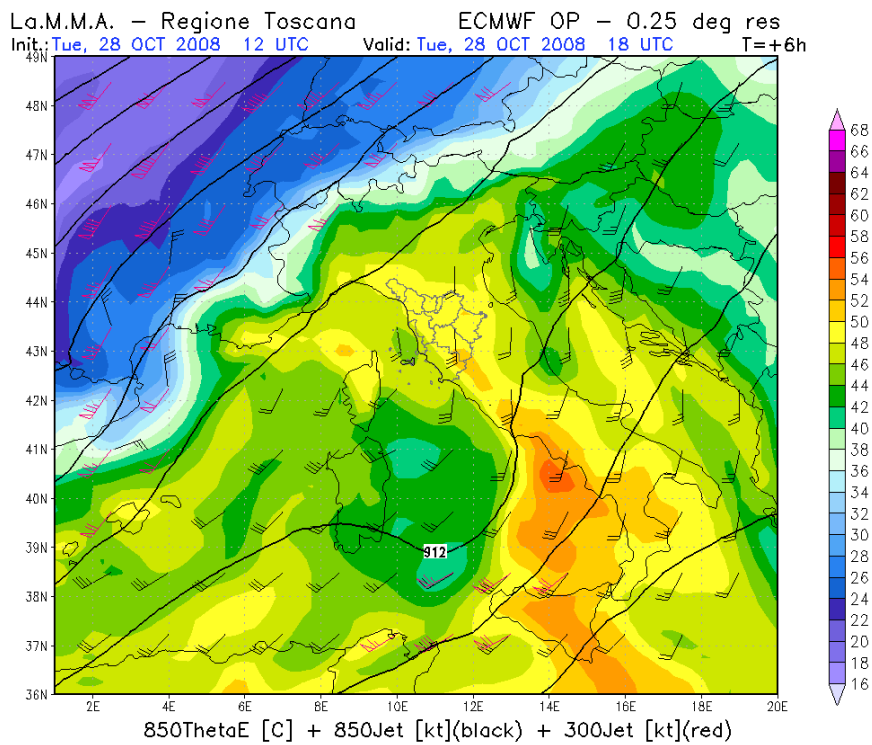 La.M.M.A. - Regione Toscana ECMWF OP - 0.25 deg res
Init.: Tue, 28 OCT 2008 12 UTC Valid: Tue, 28 OCT 2008 18 UTC T=+6h
49N
48N
47N
46N
45N
44N
43N
42N
41N
40N
39N
38N
37N
36N
912
2E 4E 6E 8E 10E 12E 14E 16E 18E 20E
68
66
64
62
60
58
56
54
52
50
48
46
44
42
40
38
36
34
32
30
28
26
24
22
20
18
16
850ThetaE [C] + 850Jet [kt](black) + 300Jet [kt](red)